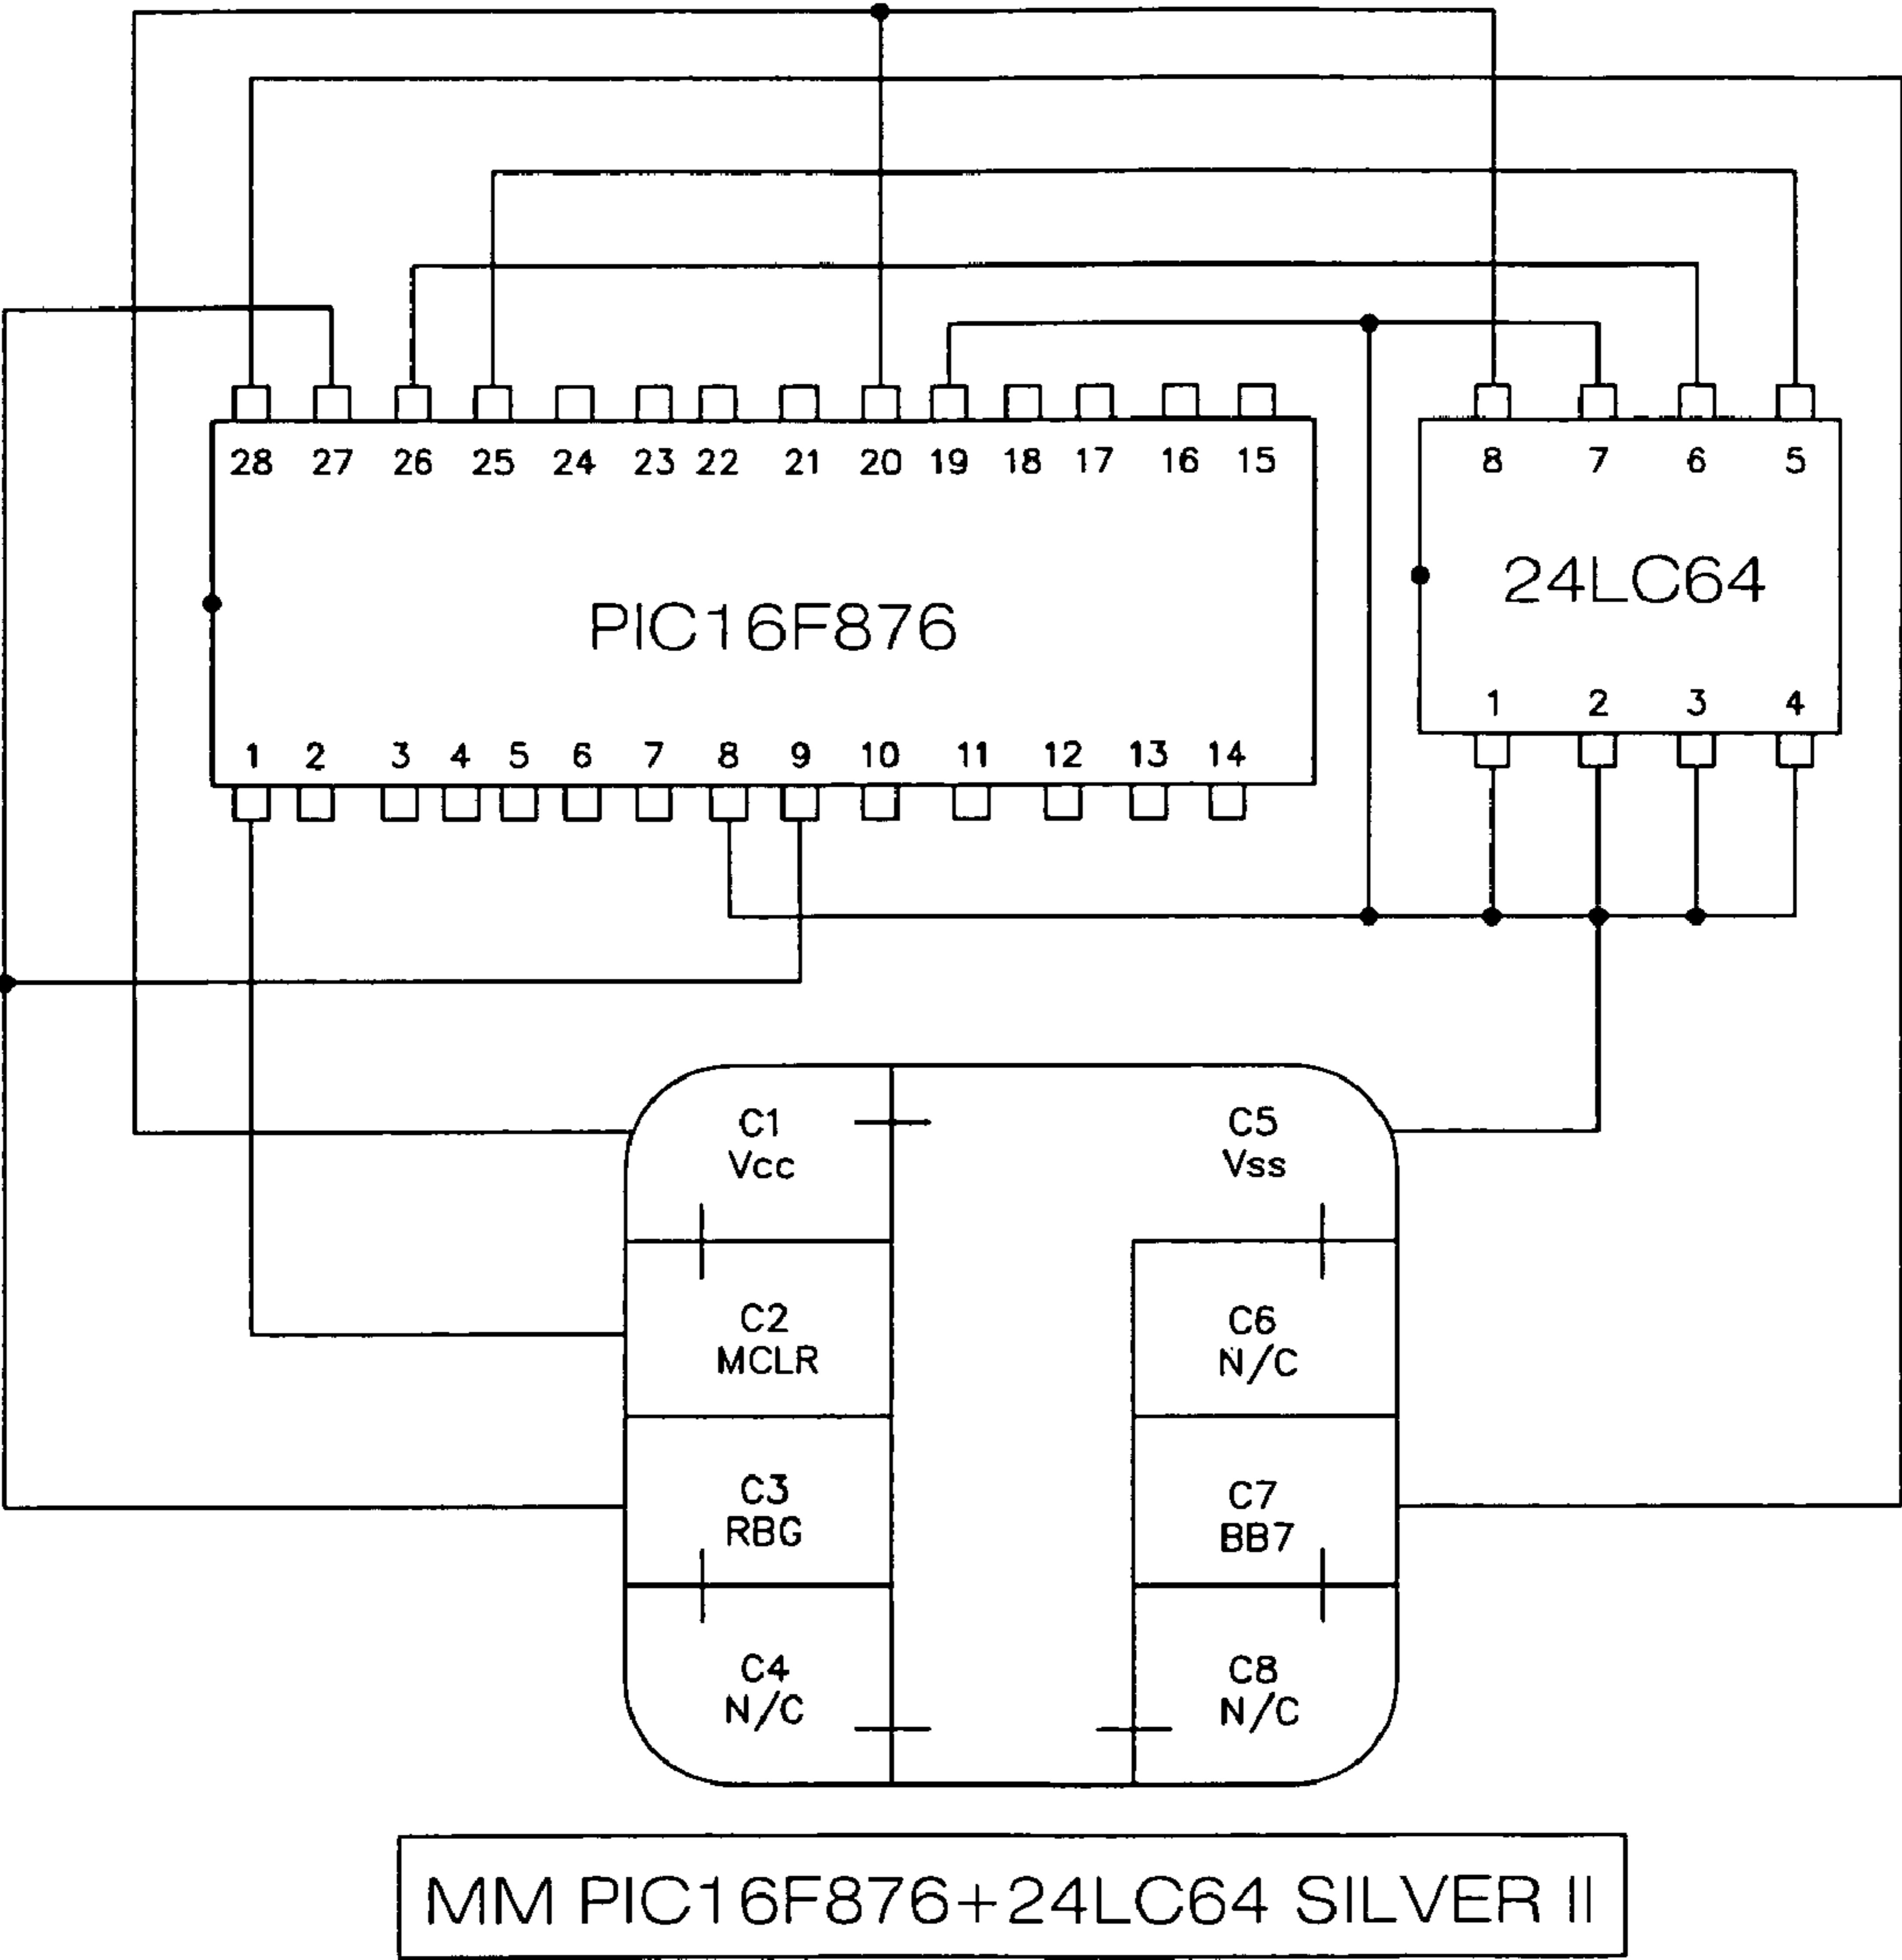 28 27 26 25 24 23 22 21 20 19 18 17 16 15
8 7 6 5
PIC16F876
24LC64
1 2 3 4
1 2 3 4 5 6 7 8 9 10 11 12 13 14
C1
Vcc
C5
Vss
C2
MCLR
C6
N/C
C3
RBG
C7
BB7
C4
N/C
C8
N/C
MM PIC16F876+24LC64 SILVER II